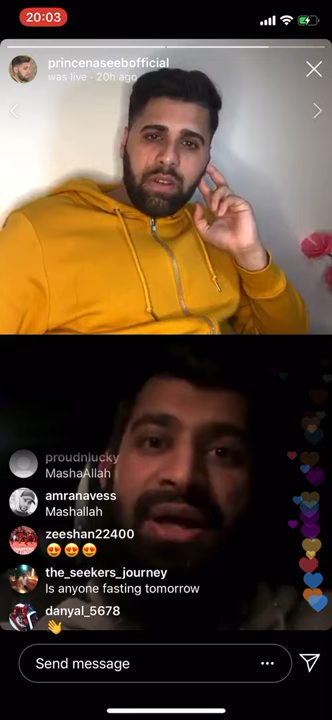 20:03
princenaseebofficial
was live · 20h ago
proudnlucky
MashaAllah
amranavess
Mashallah
zeeshan22400
😍😍😍
the_seekers_journey
Is anyone fasting tomorrow
danyal_5678
👋
Send message